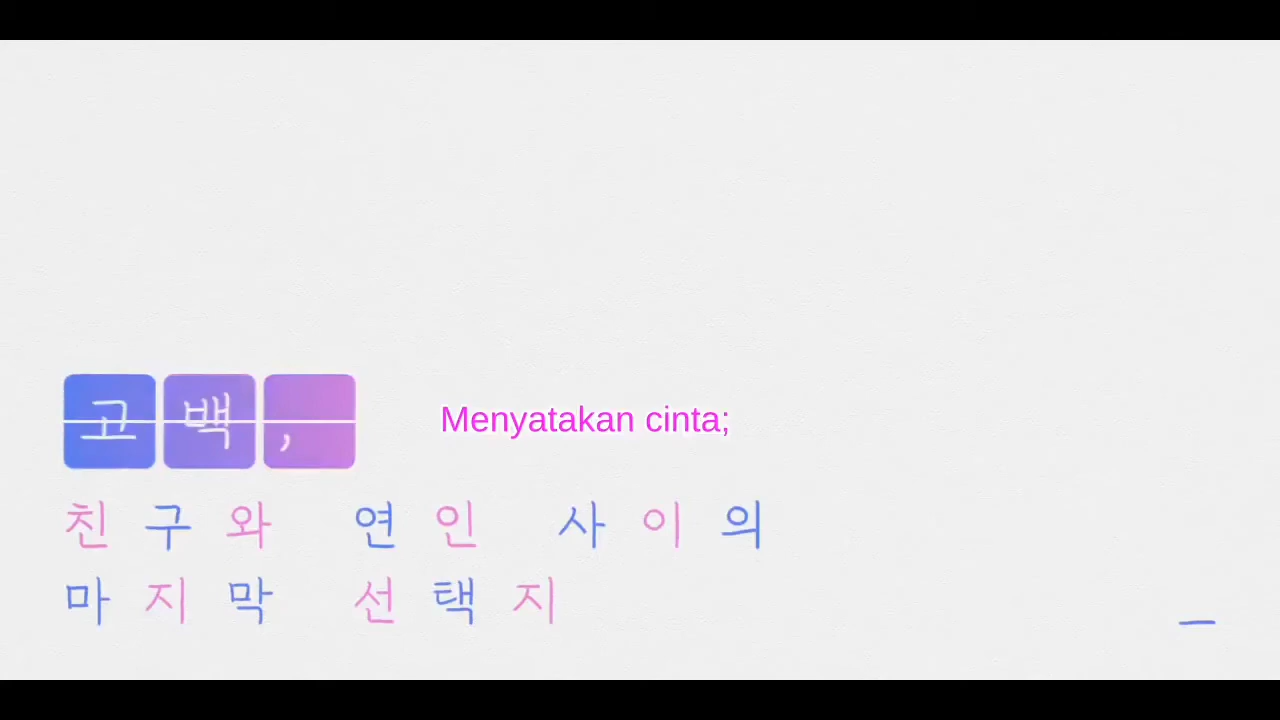 고백, Menyatakan cinta;
친구와 연인 사이의
마지막 선택지